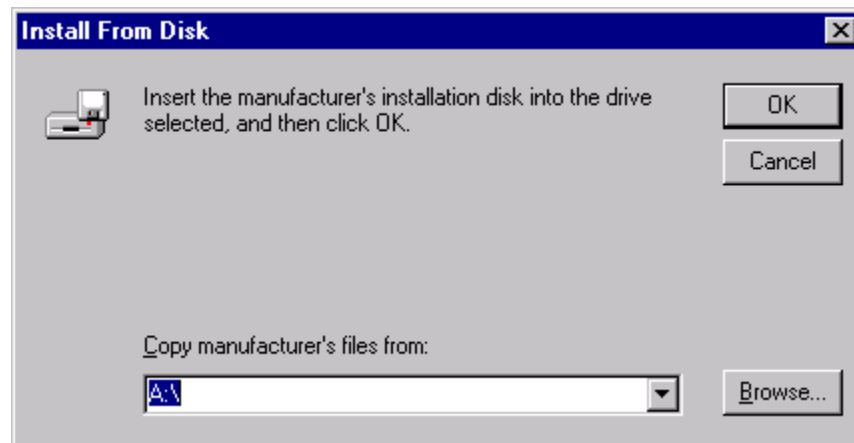 Install From Disk
Insert the manufacturer's installation disk into the drive
selected, and then click OK.
OK
Cancel
Copy manufacturer's files from:
A:\
Browse...